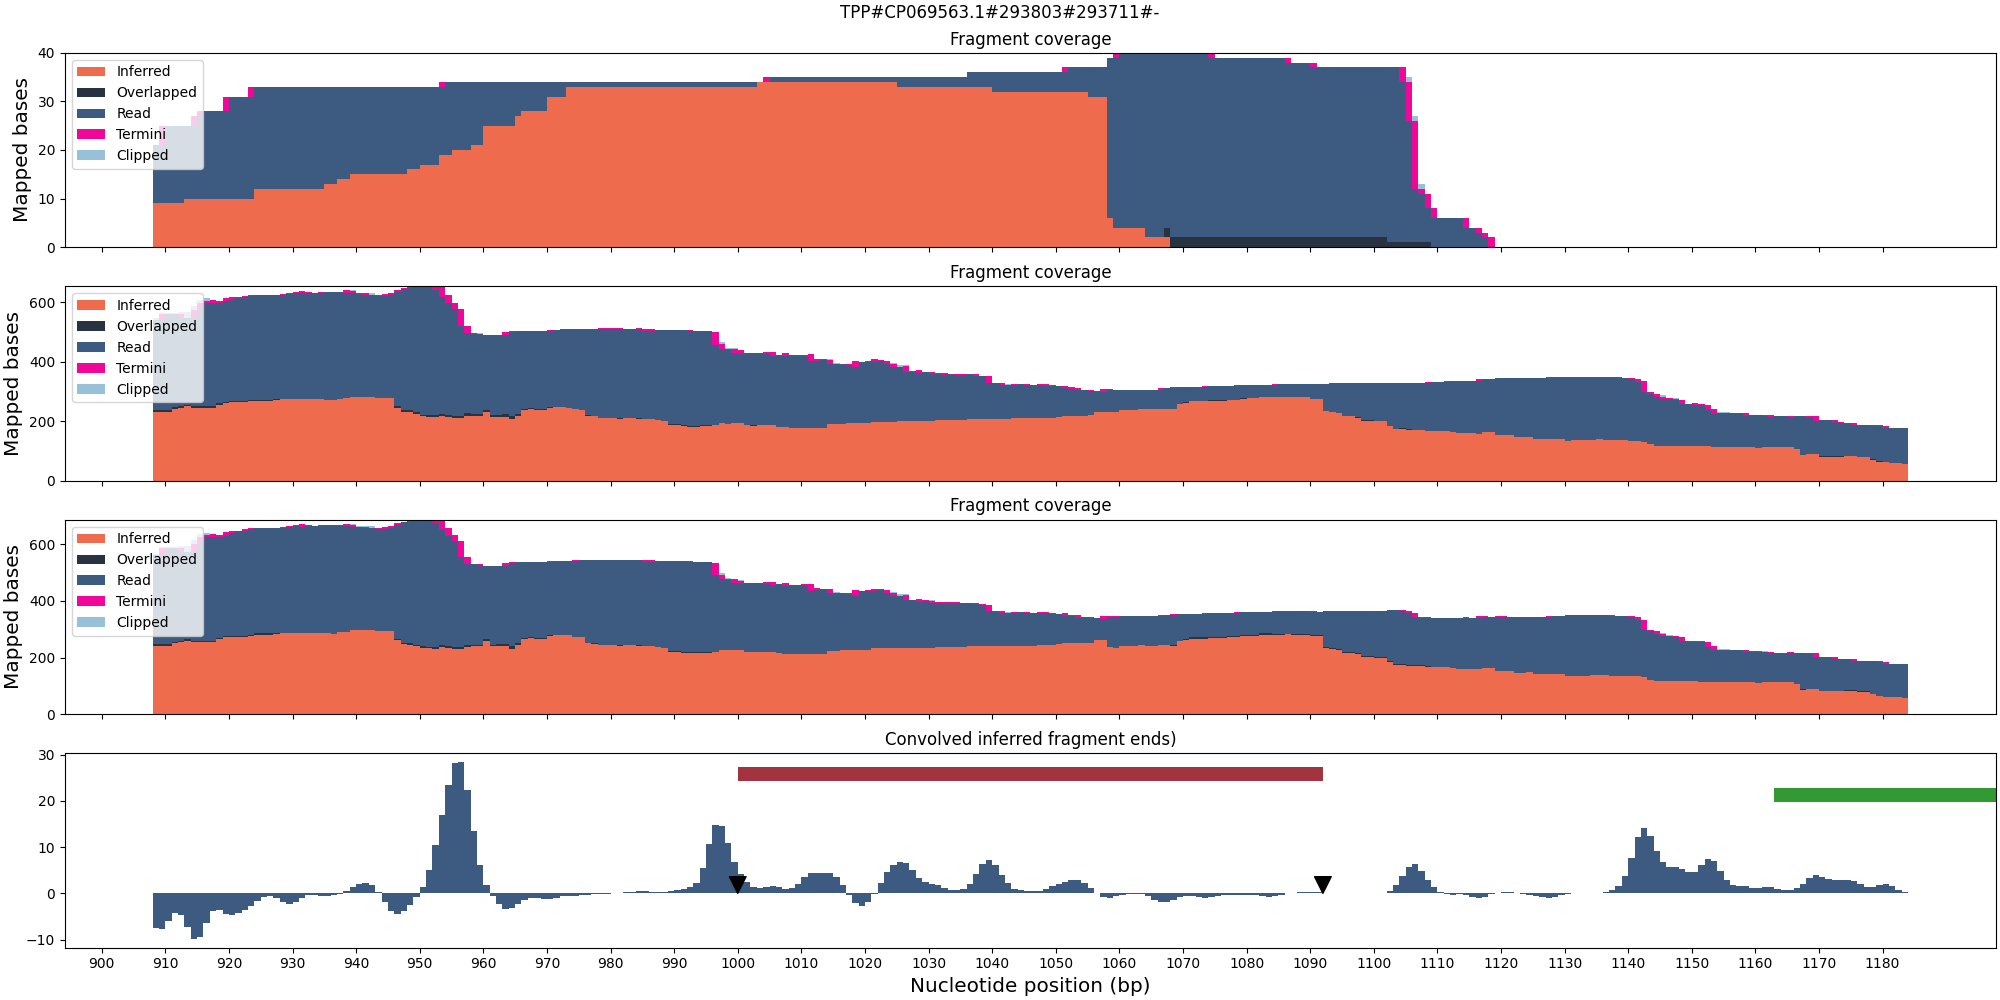 TPP#CP069563.1#293803#293711#-
Fragment coverage
Mapped bases
40
30
20
10
0
Inferred
Overlapped
Read
Termini
Clipped
Fragment coverage
Mapped bases
600
400
200
0
Inferred
Overlapped
Read
Termini
Clipped
Fragment coverage
Mapped bases
600
400
200
0
Inferred
Overlapped
Read
Termini
Clipped
Convolved inferred fragment ends)
30
20
10
0
−10
900 910 920 930 940 950 960 970 980 990 1000 1010 1020 1030 1040 1050 1060 1070 1080 1090 1100 1110 1120 1130 1140 1150 1160 1170 1180
Nucleotide position (bp)